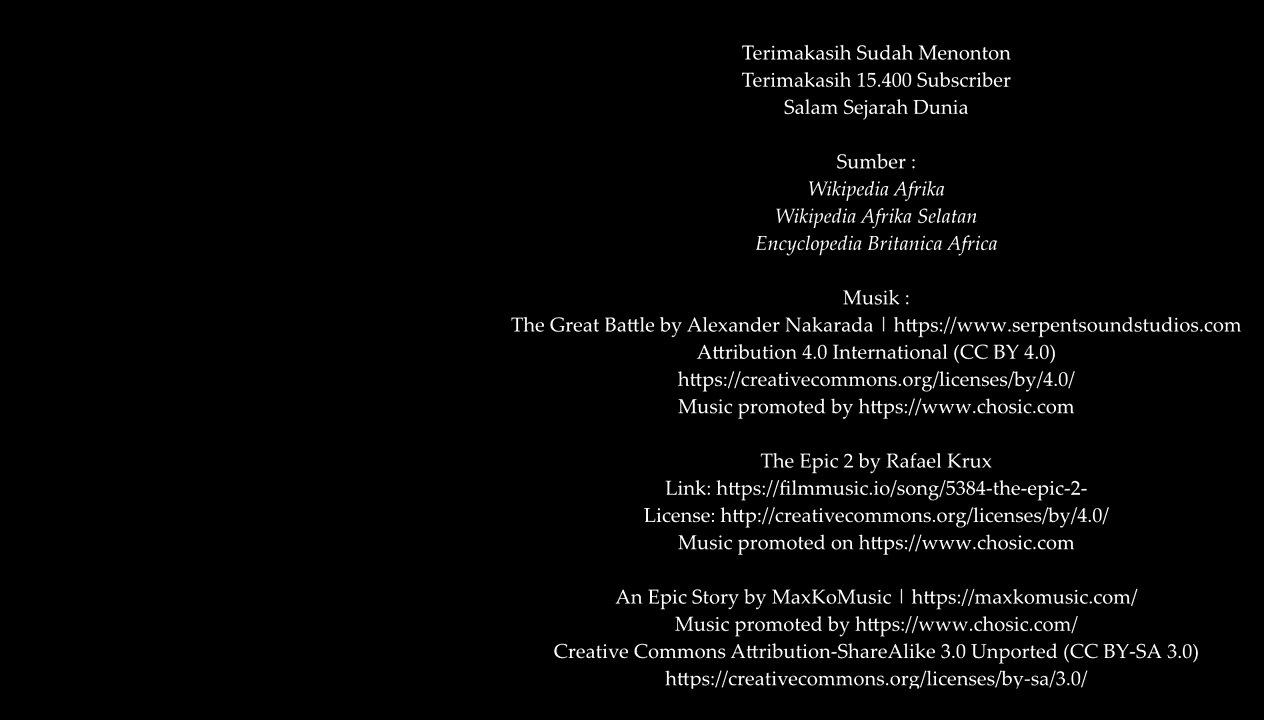 Terimakasih Sudah Menonton
Terimakasih 15.400 Subscriber
Salam Sejarah Dunia
Sumber :
Wikipedia Afrika
Wikipedia Afrika Selatan
Encyclopedia Britanica Africa
Musik :
The Great Battle by Alexander Nakarada | https://www.serpentsoundstudios.com
Attribution 4.0 International (CC BY 4.0)
https://creativecommons.org/licenses/by/4.0/
Music promoted by https://www.chosic.com
The Epic 2 by Rafael Krux
Link: https://filmmusic.io/song/5384-the-epic-2-
License: http://creativecommons.org/licenses/by/4.0/
Music promoted on https://www.chosic.com
An Epic Story by MaxKoMusic | https://maxkomusic.com/
Music promoted by https://www.chosic.com/
Creative Commons Attribution-ShareAlike 3.0 Unported (CC BY-SA 3.0)
https://creativecommons.org/licenses/by-sa/3.0/